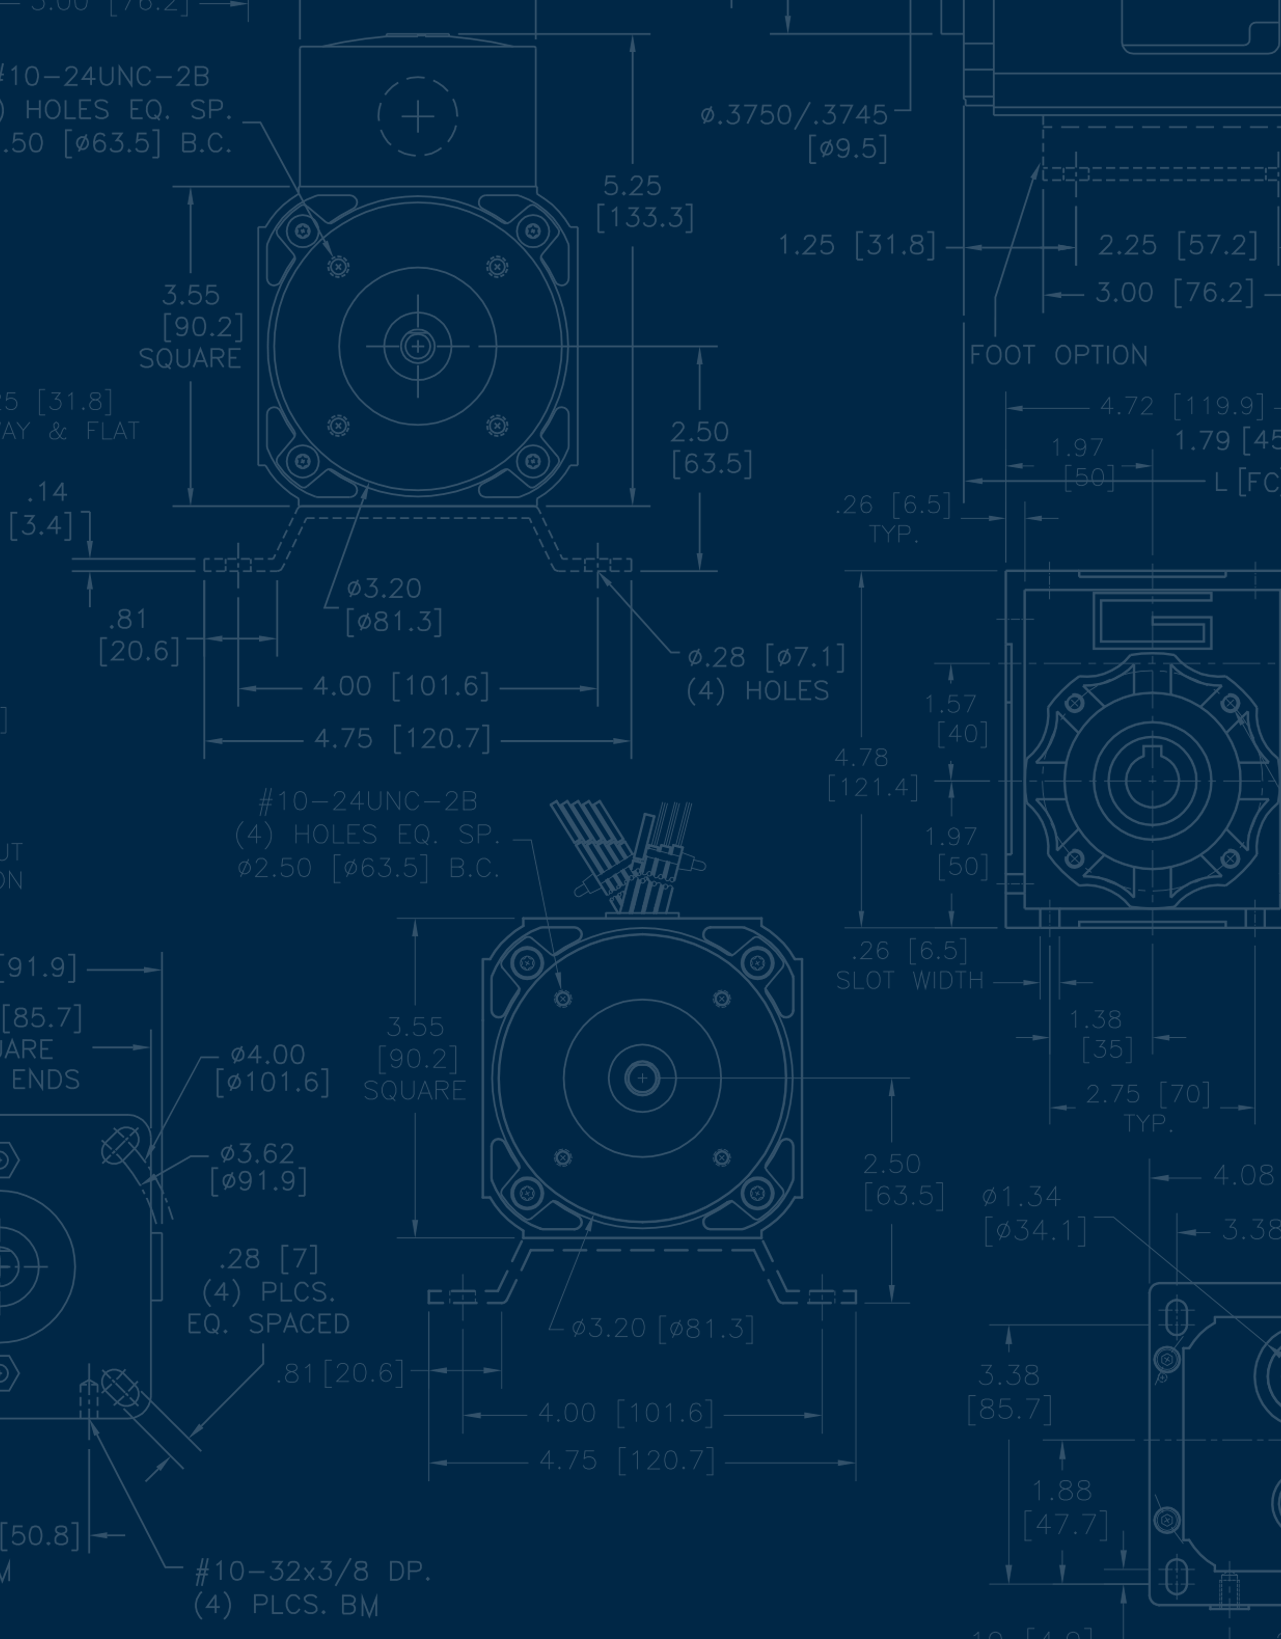 5.00 [76.2]
#10-24UNC-2B
) HOLES EQ. SP.
.50 [ø63.5] B.C.
ø.3750/.3745
[ø9.5]
5.25
[133.3]
1.25 [31.8]
2.25 [57.2]
3.00 [76.2]
3.55
[90.2]
SQUARE
FOOT OPTION
5 [31.8]
AY & FLAT
4.72 [119.9]
1.79 [45
1.97
[50]
L [FC
2.50
[63.5]
.14
[3.4]
.26 [6.5]
TYP.
ø3.20
[ø81.3]
.81
[20.6]
ø.28 [ø7.1]
(4) HOLES
4.00 [101.6]
4.75 [120.7]
1.57
[40]
4.78
[121.4]
#10-24UNC-2B
(4) HOLES EQ. SP.
ø2.50 [ø63.5] B.C.
1.97
[50]
UT
ON
.26 [6.5]
SLOT WIDTH
[91.9]
[85.7]
UARE
ENDS
3.55
[90.2]
SQUARE
1.38
[35]
2.75 [70]
TYP.
ø4.00
[ø101.6]
ø3.62
[ø91.9]
2.50
[63.5]
ø1.34
[ø34.1]
4.08
3.38
.28 [7]
(4) PLCS.
EQ. SPACED
ø3.20 [ø81.3]
.81 [20.6]
3.38
[85.7]
4.00 [101.6]
4.75 [120.7]
1.88
[47.7]
[50.8]
M
#10-32x3/8 DP.
(4) PLCS. BM